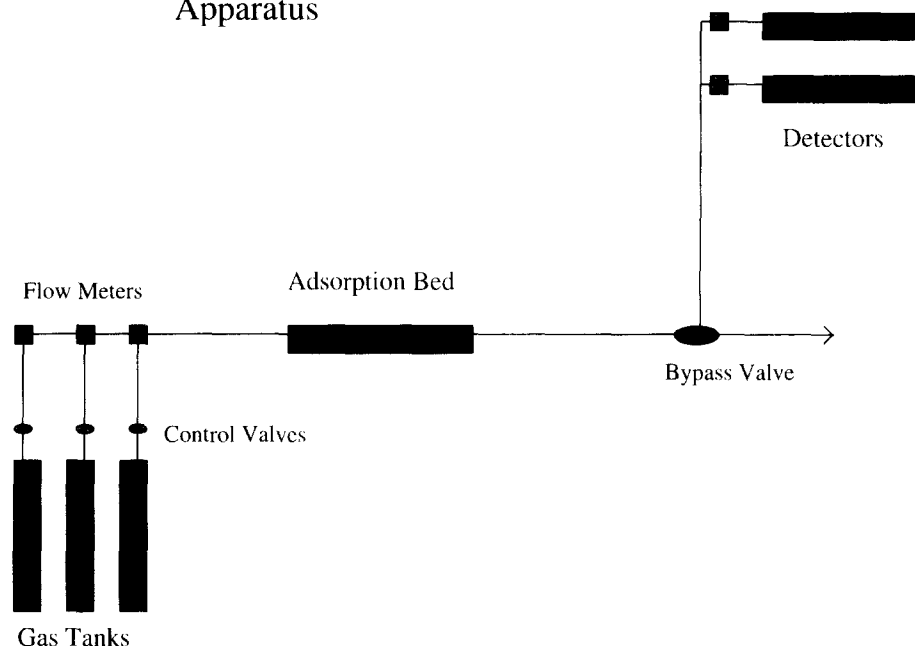 Apparatus
Detectors
Flow Meters
Adsorption Bed
Bypass Valve
Control Valves
Gas Tanks